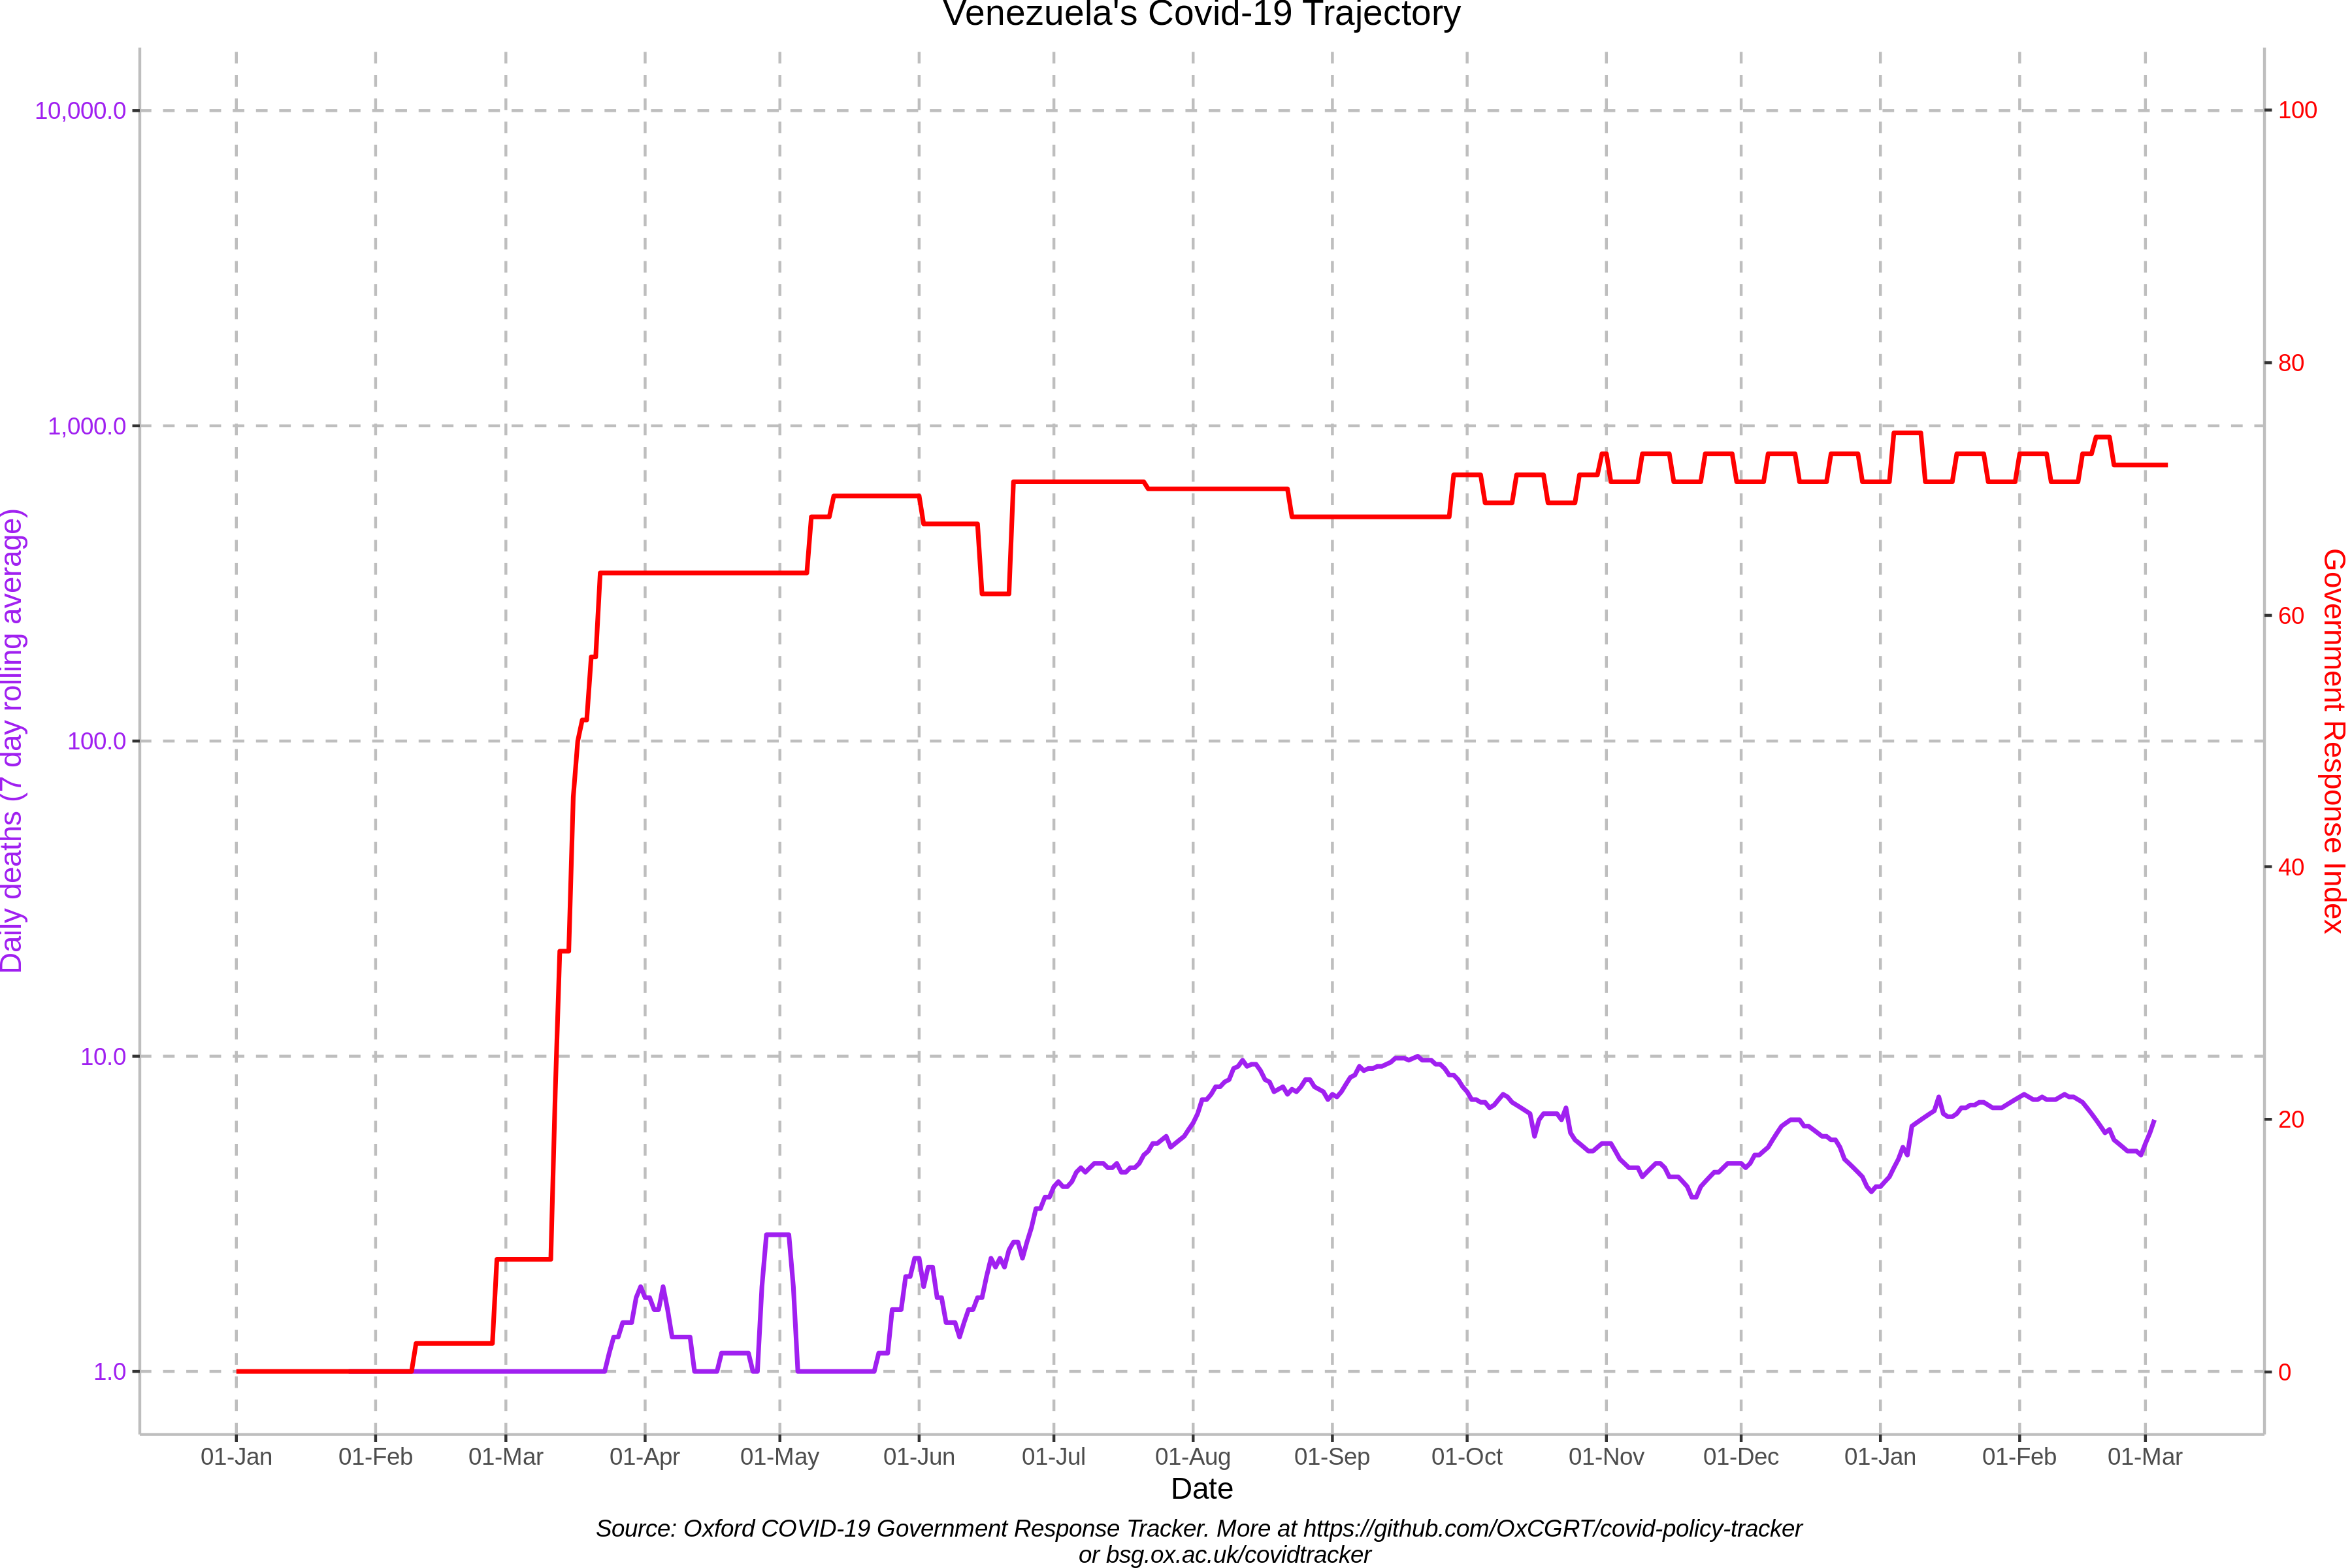 Venezuela's Covid-19 Trajectory
10,000.0
1,000.0
100.0
10.0
1.0
Daily deaths (7 day rolling average)
100
80
60
40
20
0
Government Response Index
01-Jan 01-Feb 01-Mar 01-Apr 01-May 01-Jun 01-Jul 01-Aug 01-Sep 01-Oct 01-Nov 01-Dec 01-Jan 01-Feb 01-Mar
Date
Source: Oxford COVID-19 Government Response Tracker. More at https://github.com/OxCGRT/covid-policy-tracker
or bsg.ox.ac.uk/covidtracker